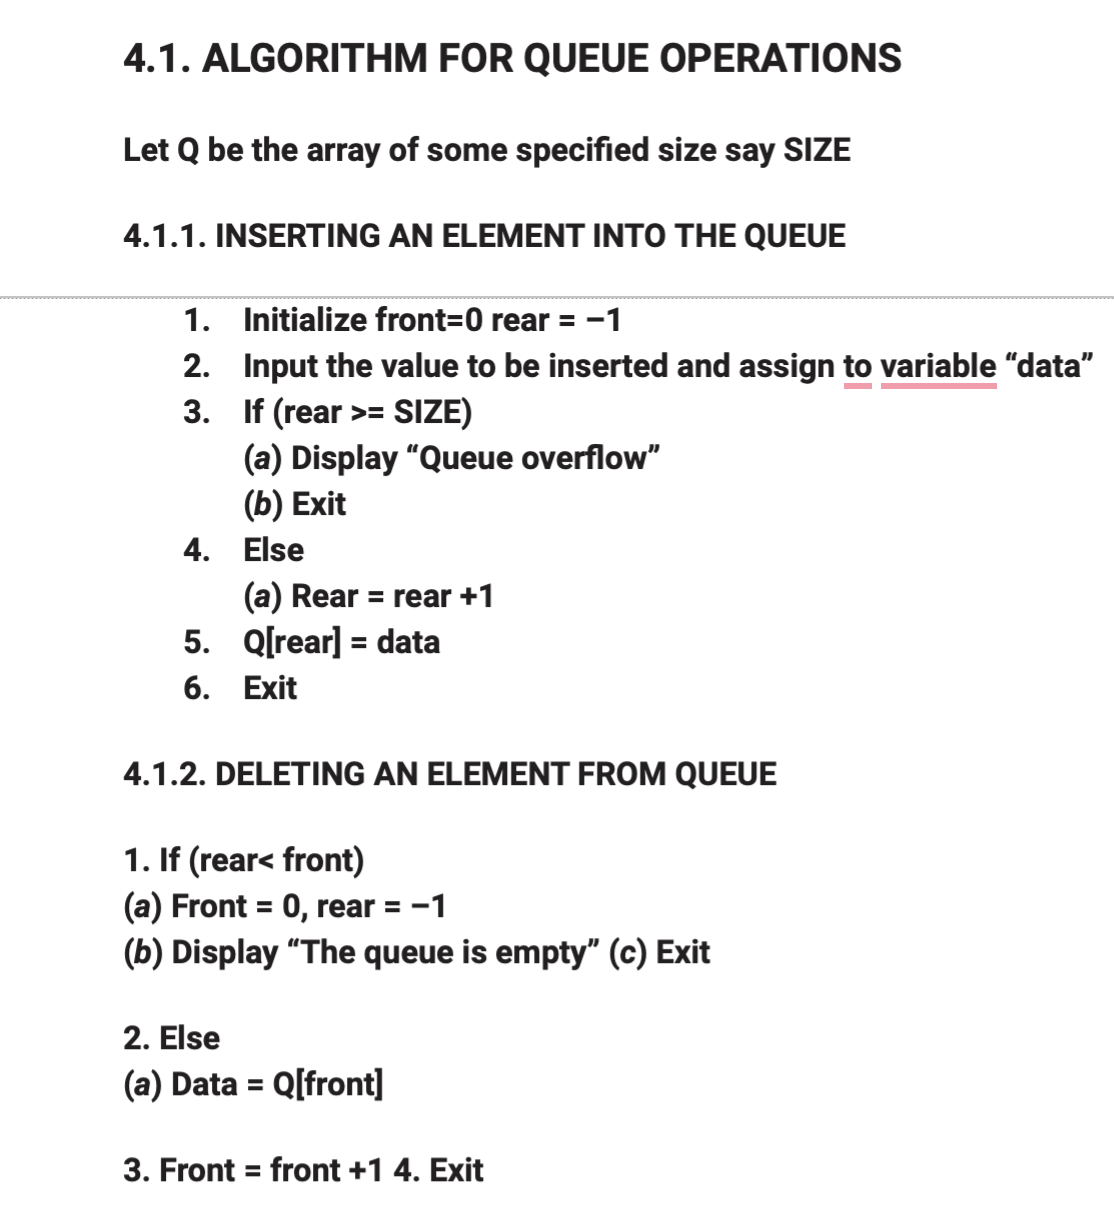 4.1. ALGORITHM FOR QUEUE OPERATIONS
Let Q be the array of some specified size say SIZE
4.1.1. INSERTING AN ELEMENT INTO THE QUEUE
1. Initialize front=0 rear = –1
2. Input the value to be inserted and assign to variable “data”
3. If (rear >= SIZE)
(a) Display “Queue overflow”
(b) Exit
4. Else
(a) Rear = rear +1
5. Q[rear] = data
6. Exit
4.1.2. DELETING AN ELEMENT FROM QUEUE
1. If (rear< front)
(a) Front = 0, rear = –1
(b) Display “The queue is empty” (c) Exit
2. Else
(a) Data = Q[front]
3. Front = front +1 4. Exit